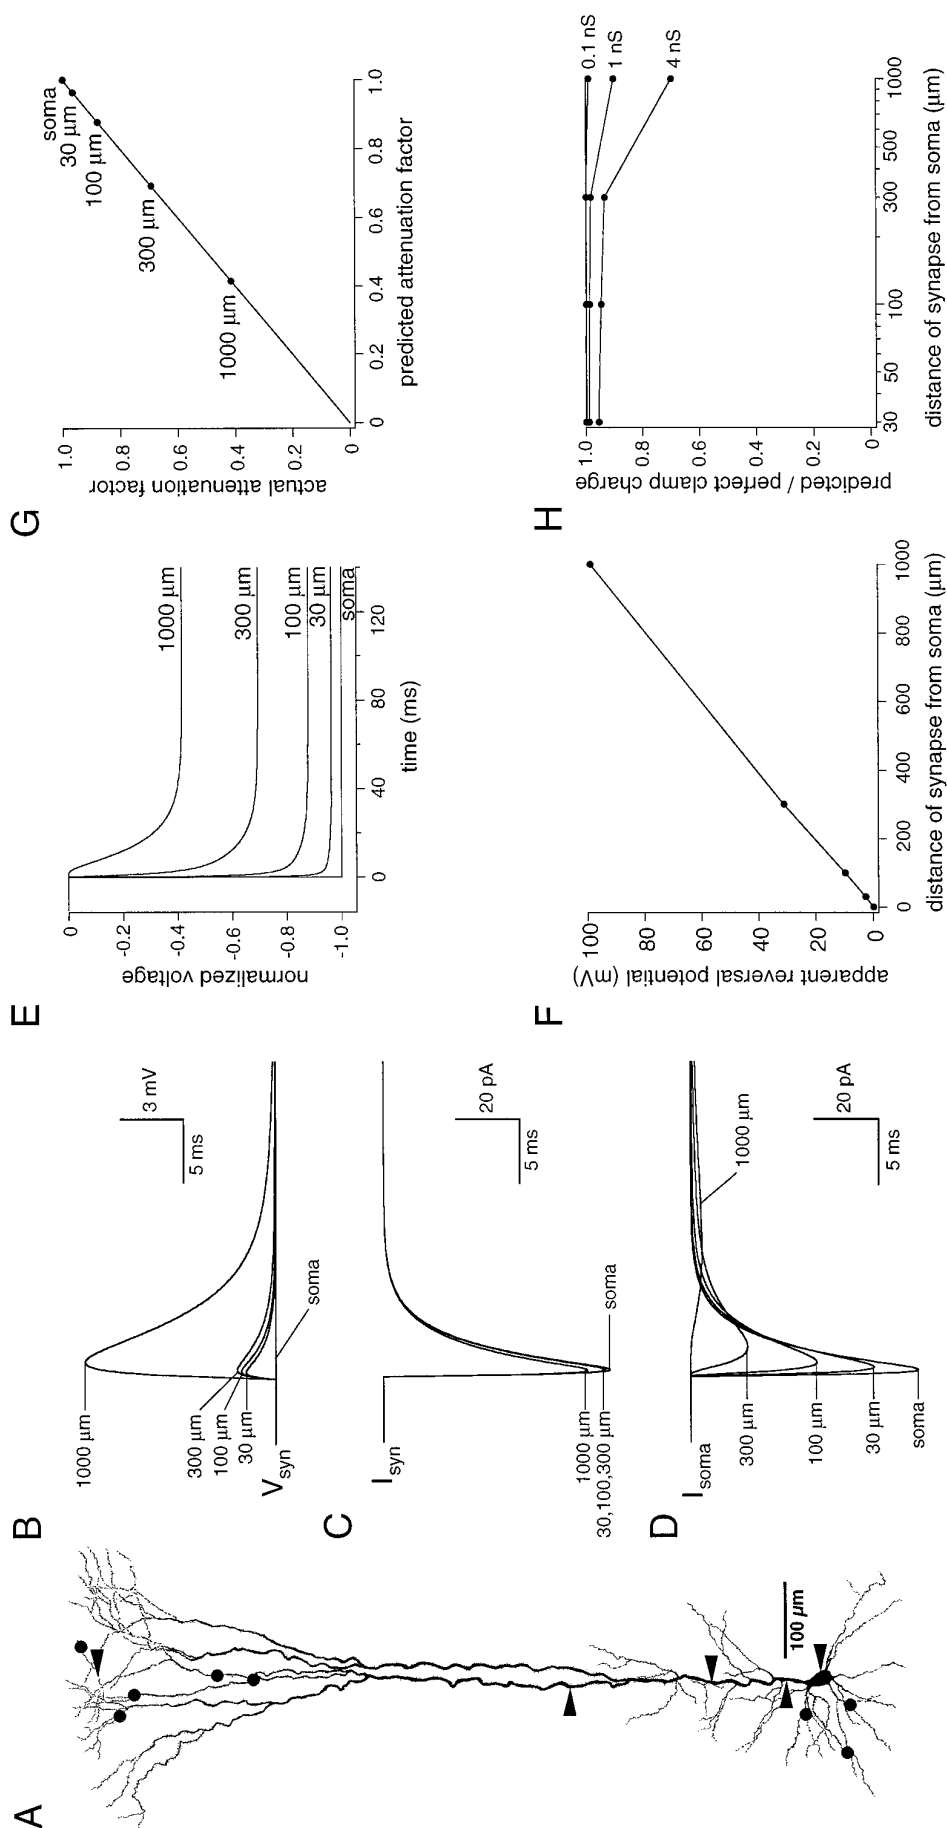 A
100 µm
B
1000 µm
300 µm
100 µm
30 µm
Vsyn
soma
3 mV
5 ms
C
Isyn
1000 µm
30,100,300 µm
soma
20 pA
5 ms
D
Isoma
300 µm
100 µm
30 µm
soma
1000 µm
20 pA
5 ms
E
normalized voltage
0
-0.2
-0.4
-0.6
-0.8
-1.0
1000 µm
300 µm
100 µm
30 µm
soma
0
40
80
120
time (ms)
F
apparent reversal potential (mV)
100
80
60
40
20
0
0
200
400
600
800
1000
distance of synapse from soma (µm)
G
actual attenuation factor
1.0
0.8
0.6
0.4
0.2
0
soma
30 µm
100 µm
300 µm
1000 µm
0
0.2
0.4
0.6
0.8
1.0
predicted attenuation factor
H
predicted / perfect clamp charge
1.0
0.8
0.6
0.4
0.2
0
0.1 nS
1 nS
4 nS
30
50
100
300
500
1000
distance of synapse from soma (µm)